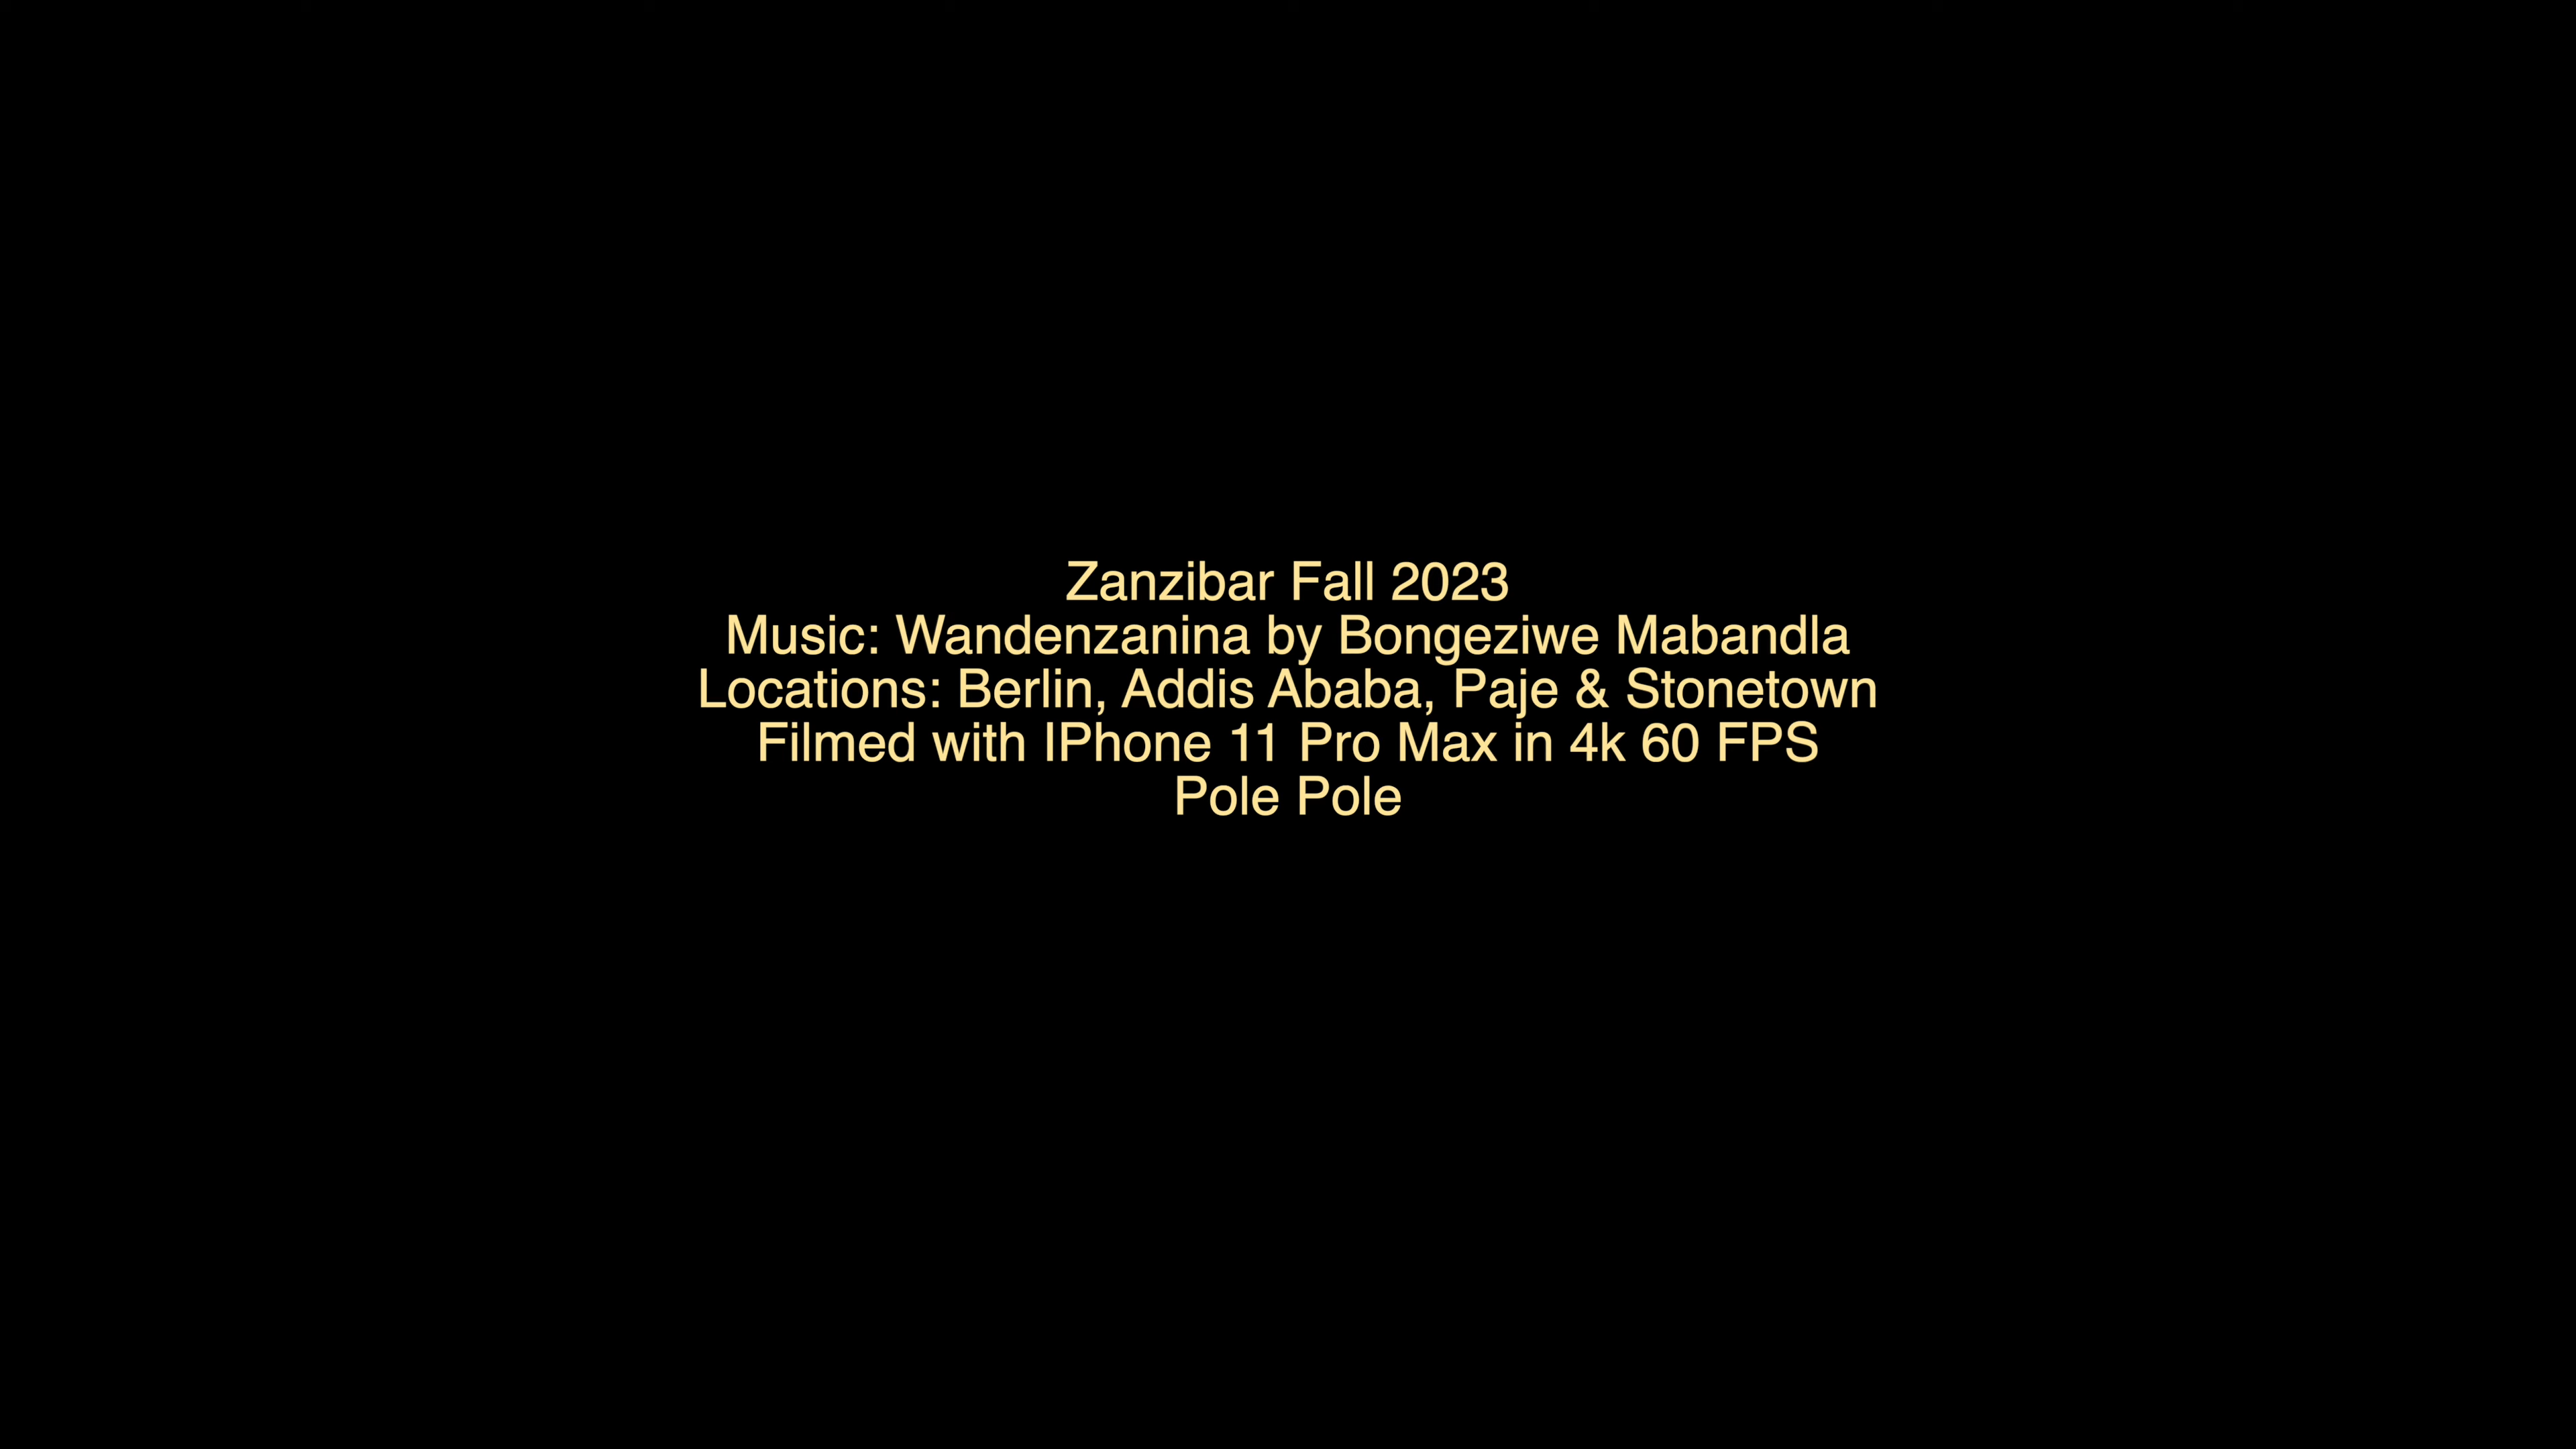 Zanzibar Fall 2023
Music: Wandenzanina by Bongeziwe Mabandla
Locations: Berlin, Addis Ababa, Paje & Stonetown
Filmed with IPhone 11 Pro Max in 4k 60 FPS
Pole Pole